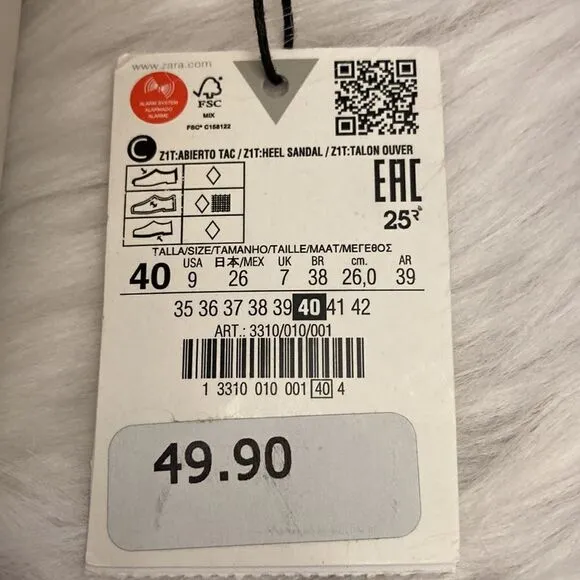 www.zara.com
ALARM SYSTEM
ALARMADO
ALARME
FSC
MIX
FSC® C158122
C Z1T:ABIERTO TAC / Z1T:HEEL SANDAL / Z1T:TALON OUVER
EAC
25
TALLA/SIZE/TAMANHO/TAILLE/MAAT/ΜΕΓΕΘΟΣ
USA 日本/MEX UK BR cm. AR
40 9 26 7 38 26,0 39
35 36 37 38 39 40 41 42
ART.: 3310/010/001
1 3310 010 001 40 4
49.90